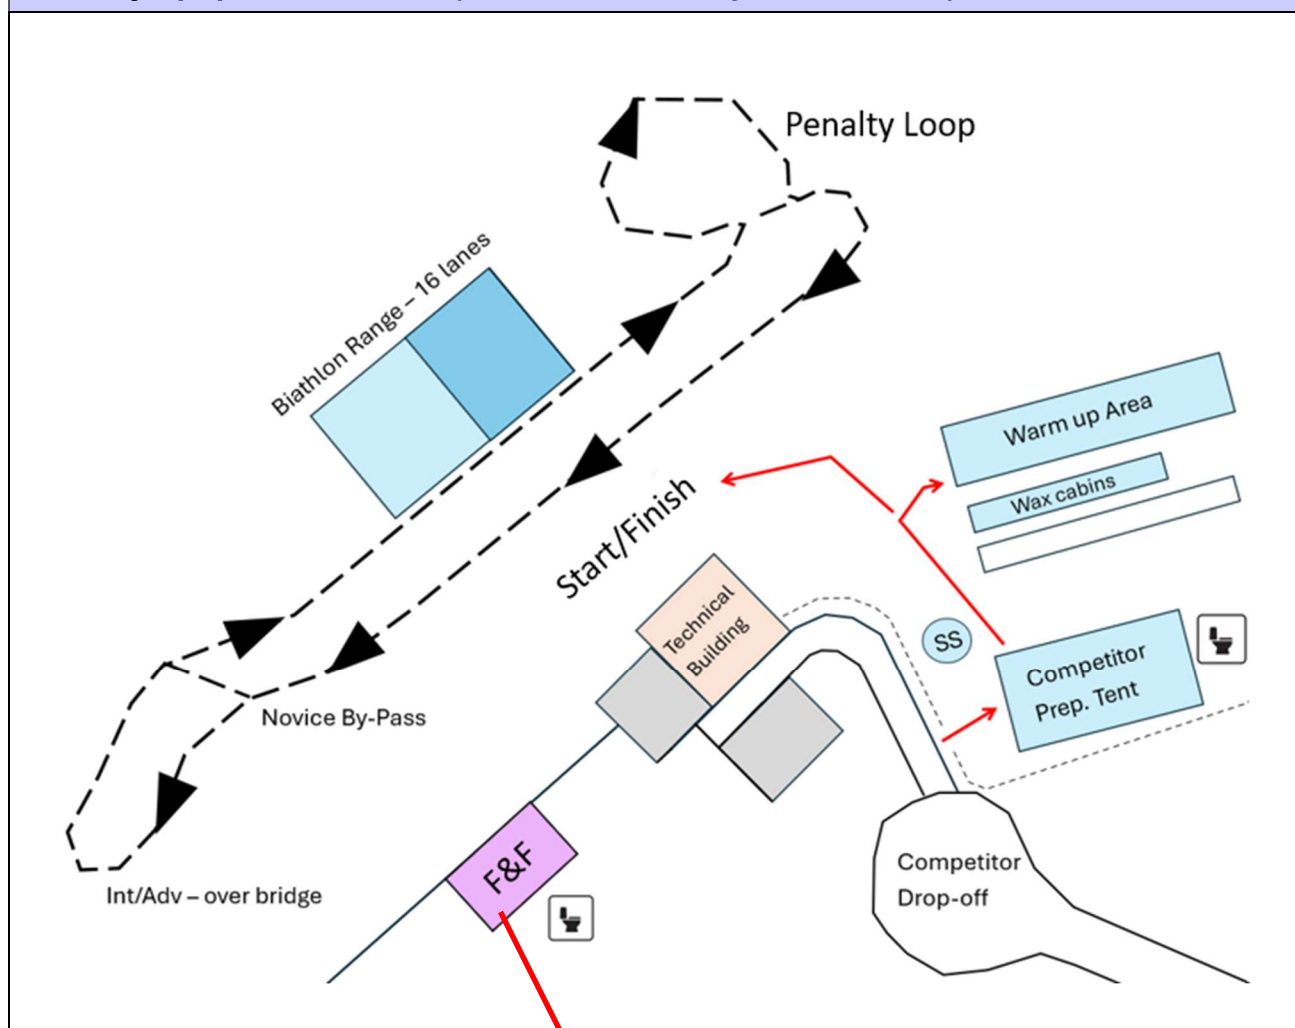 Penalty Loop
Biathlon Range – 16 lanes
Warm up Area
Wax cabins
Start/Finish
Technical
Building
SS
Competitor
Prep. Tent
Novice By-Pass
F&F
Competitor
Drop-off
Int/Adv – over bridge